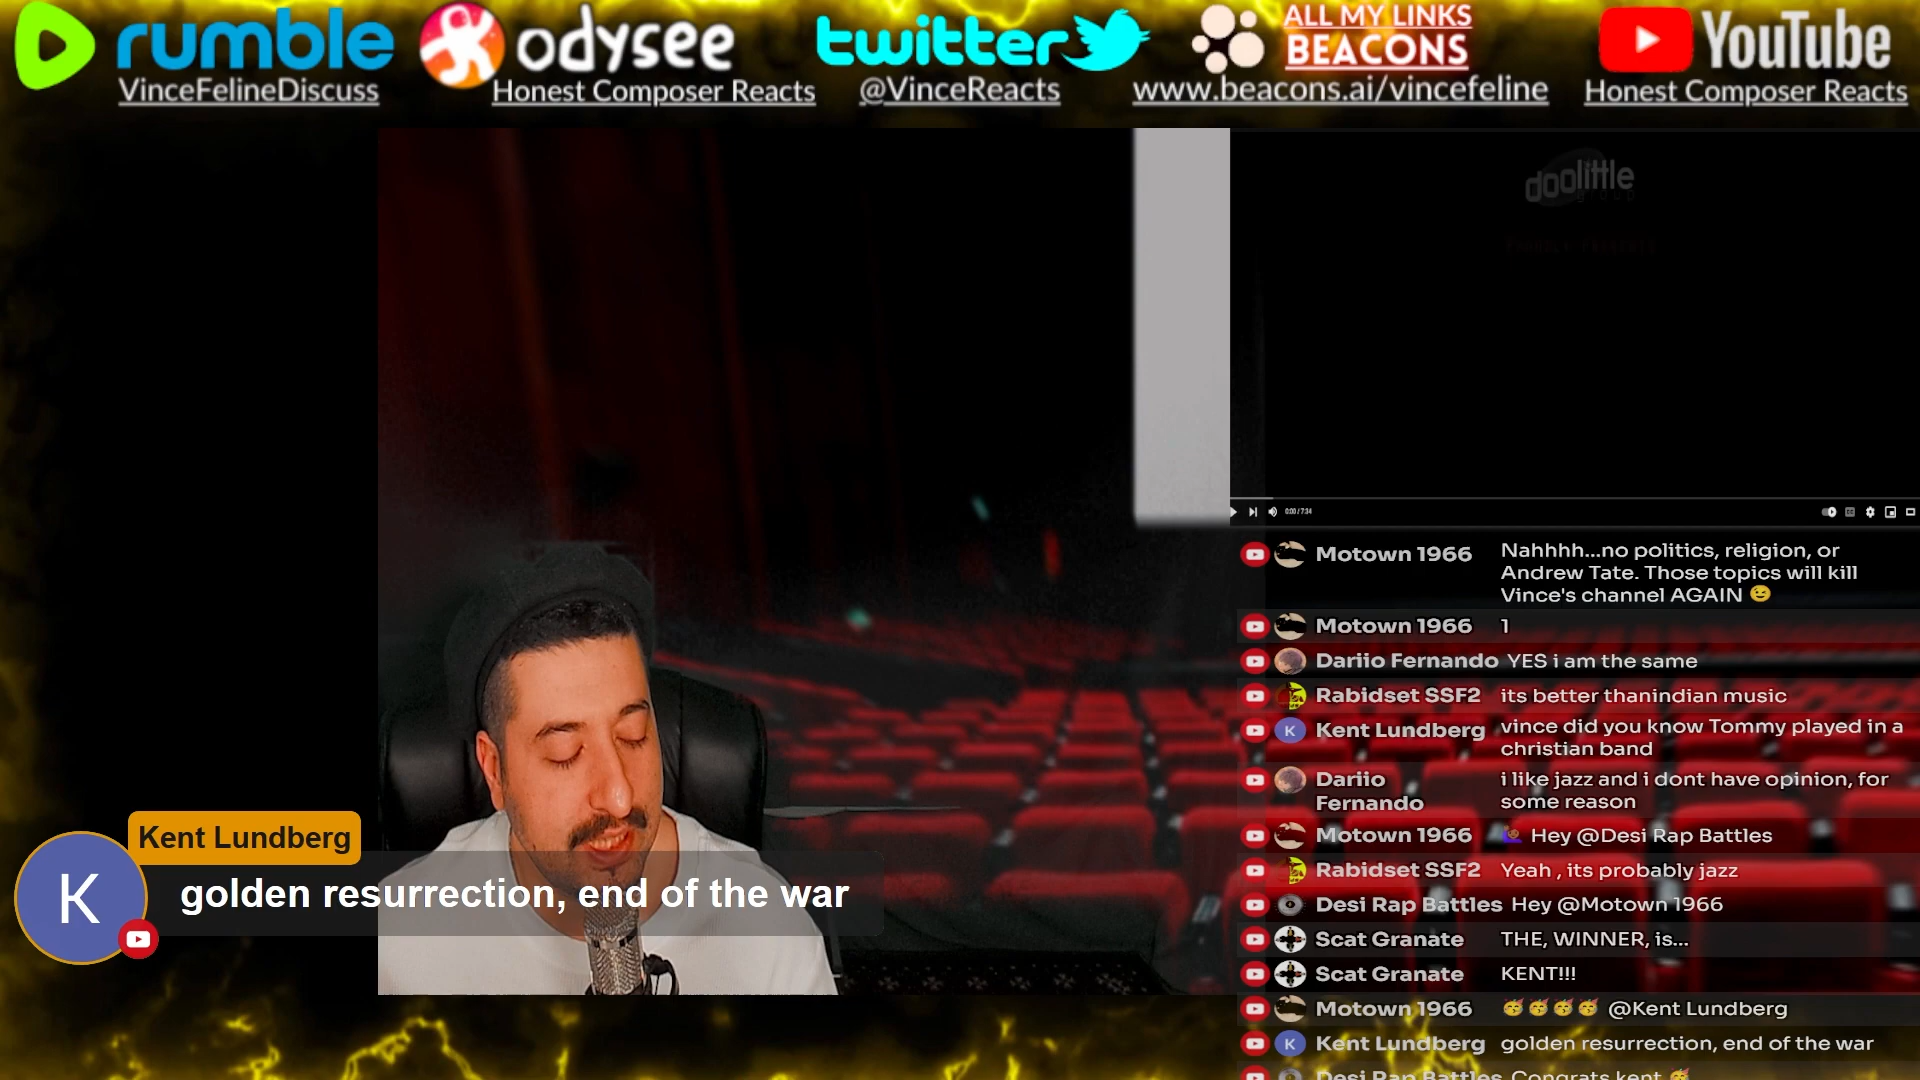 rumble
VinceFelineDiscuss
odysee
Honest Composer Reacts
twitter
@VinceReacts
ALL MY LINKS
BEACONS
www.beacons.ai/vincefeline
YouTube
Honest Composer Reacts
doolittle
group
0:00 / 7:34
Motown 1966 Nahhhh...no politics, religion, or
Andrew Tate. Those topics will kill
Vince's channel AGAIN 😉
Motown 1966 1
Dariio Fernando YES i am the same
Rabidset SSF2 its better thanindian music
Kent Lundberg vince did you know Tommy played in a
christian band
Dariio Fernando i like jazz and i dont have opinion, for
some reason
Motown 1966 Hey @Desi Rap Battles
Rabidset SSF2 Yeah , its probably jazz
Desi Rap Battles Hey @Motown 1966
Scat Granate THE, WINNER, is...
Scat Granate KENT!!!
Motown 1966 🥳🥳🥳🥳 @Kent Lundberg
K Kent Lundberg golden resurrection, end of the war
Desi Rap Battles Congrats kent 🥳
Kent Lundberg
K
golden resurrection, end of the war